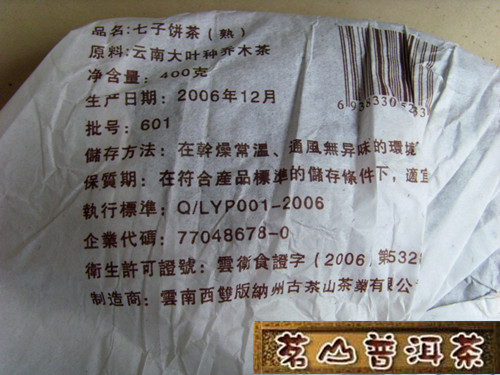 品名：七子饼茶（熟）
原料：云南大叶种乔木茶
净含量：400克
生产日期：2006年12月
批号：601
儲存方法：在幹燥常溫、通風無异味的環境
保質期：在符合産品標準的儲存條件下，適宜
執行標準：Q/LYP001-2006
企業代碼：77048678-0
衛生許可證號：雲衛食證字（2006）第532
制造商：雲南西雙版納州古茶山茶業有限公
茗山普洱茶